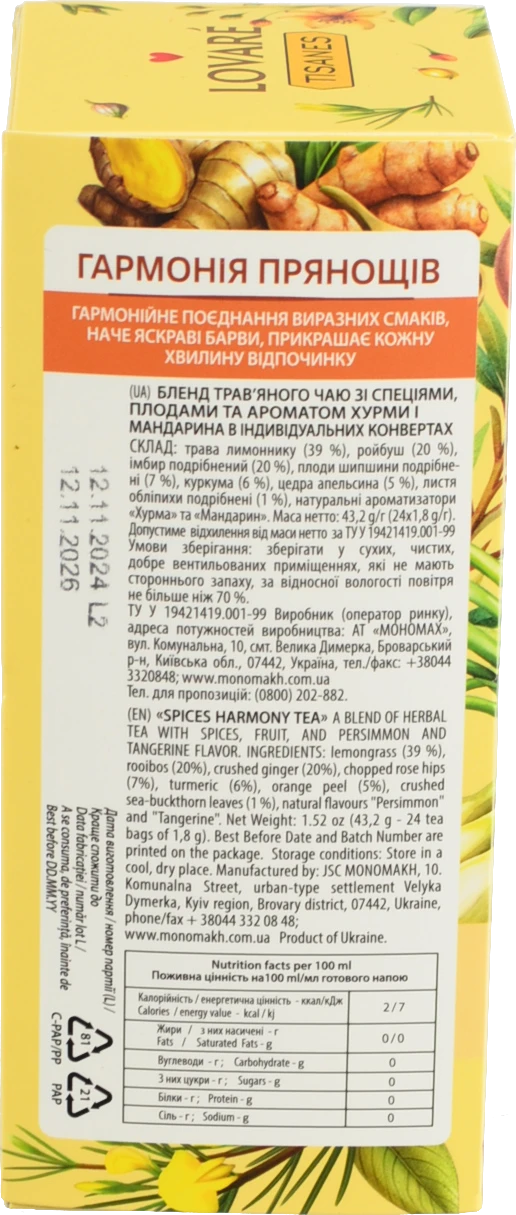 LOVARE
TISANES
ГАРМОНІЯ ПРЯНОЩІВ
ГАРМОНІЙНЕ ПОЄДНАННЯ ВИРАЗНИХ СМАКІВ,
НАЧЕ ЯСКРАВІ БАРВИ, ПРИКРАШАЄ КОЖНУ
ХВИЛИНУ ВІДПОЧИНКУ
(UA) БЛЕНД ТРАВ'ЯНОГО ЧАЮ ЗІ СПЕЦІЯМИ,
ПЛОДАМИ ТА АРОМАТОМ ХУРМИ І
МАНДАРИНА В ІНДИВІДУАЛЬНИХ КОНВЕРТАХ
СКЛАД: трава лимоннику (39 %), ройбуш (20 %),
імбир подрібнений (20 %), плоди шипшини подрібне-
ні (7 %), куркума (6 %), цедра апельсина (5 %), листя
обліпихи подрібнені (1 %), натуральні ароматизатори
«Хурма» та «Мандарин». Маса нетто: 43,2 g/г (24x1,8 g/г).
Допустиме відхилення від маси нетто за ТУ У 19421419.001-99
Умови зберігання: зберігати у сухих, чистих,
добре вентильованих приміщеннях, які не мають
стороннього запаху, за відносної вологості повітря
не більше ніж 70 %.
ТУ У 19421419.001-99 Виробник (оператор ринку),
адреса потужностей виробництва: АТ «МОНОМАХ»,
вул. Комунальна, 10, смт. Велика Димерка, Броварський
р-н, Київська обл., 07442, Україна, тел./факс: +38044
3320848; www.monomakh.com.ua
Тел. для пропозицій: (0800) 202-882.
(EN) «SPICES HARMONY TEA» A BLEND OF HERBAL
TEA WITH SPICES, FRUIT, AND PERSIMMON AND
TANGERINE FLAVOR. INGREDIENTS: lemongrass (39 %),
rooibos (20%), crushed ginger (20%), chopped rose hips
(7%), turmeric (6%), orange peel (5%), crushed
sea-buckthorn leaves (1 %), natural flavours "Persimmon"
and "Tangerine". Net Weight: 1.52 oz (43,2 g - 24 tea
bags of 1,8 g). Best Before Date and Batch Number are
printed on the package. Storage conditions: Store in a
cool, dry place. Manufactured by: JSC MONOMAKH, 10.
Komunalna Street, urban-type settlement Velyka
Dymerka, Kyiv region, Brovary district, 07442, Ukraine,
phone/fax + 38044 332 08 48;
www.monomakh.com.ua Product of Ukraine.
Nutrition facts per 100 ml
Поживна цінність на 100 ml/мл готового напою
Калорійність / енергетична цінність - ккал/кДж
Calories / energy value - kcal / kj
2/7
Жири / з них насичені - г
Fats / Saturated Fats - g
0/0
Вуглеводи - г; Carbohydrate - g
0
З них цукри - г; Sugars - g
0
Білки - г; Protein - g
0
Сіль - г; Sodium - g
0
12.11.2024 L2
12.11.2026
Дата виготовлення / номер партії (L) /
Краще спожити до
Data fabricației / număr lot L /
A se consuma, de preferință, înainte de
Best before DD.MM.YY
81
C-PAP/PP
21
PAP